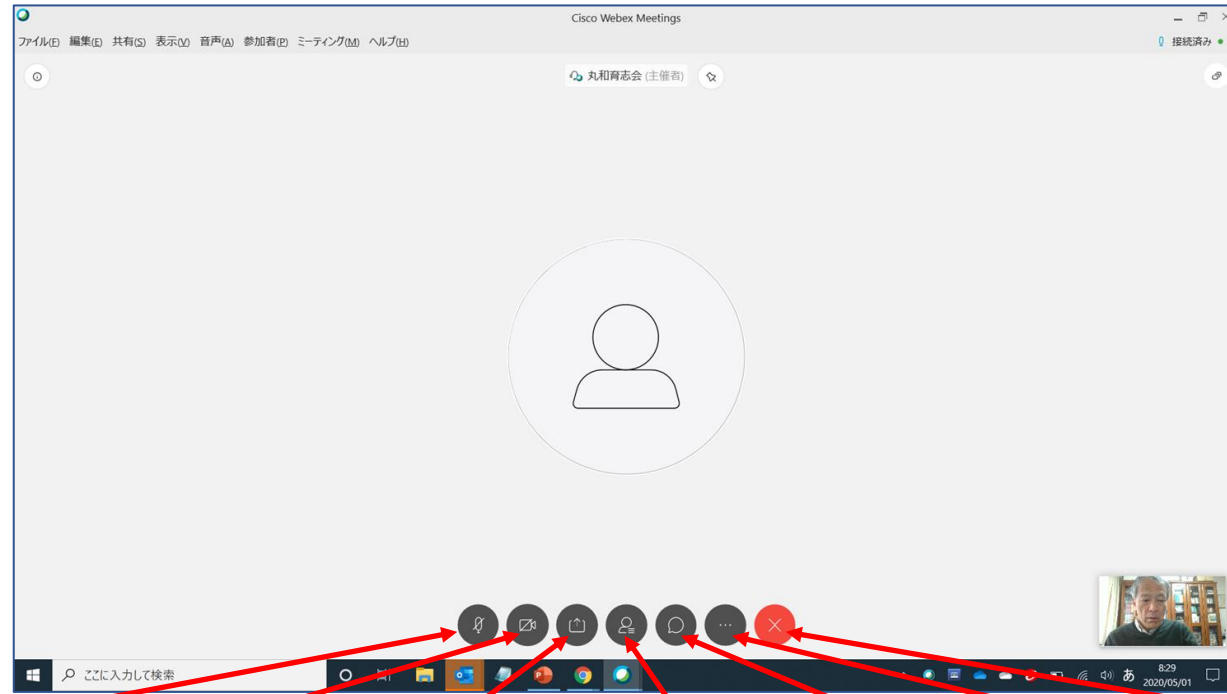 Cisco Webex Meetings
ファイル(F) 編集(E) 共有(S) 表示(V) 音声(A) 参加者(P) ミーティング(M) ヘルプ(H)
接続済み
丸和育志会 (主催者)
ここに入力して検索
あ
8:29
2020/05/01